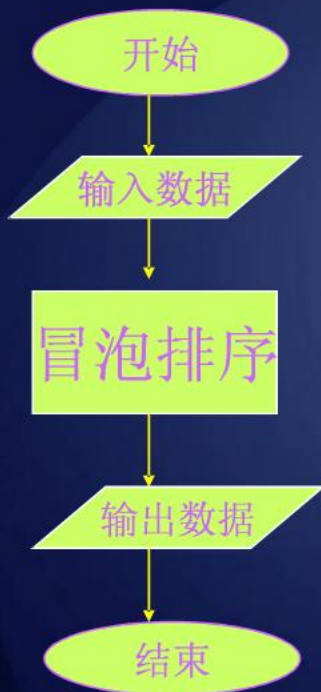 开始
输入数据
冒泡排序
输出数据
结束